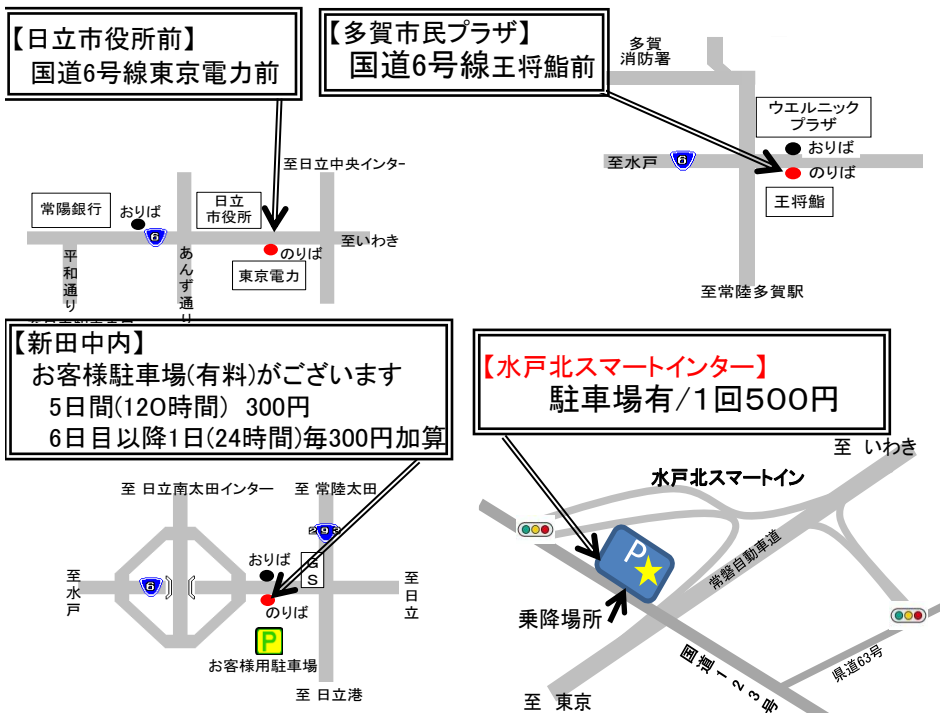 【日立市役所前】
国道6号線東京電力前
至日立中央インター
常陽銀行
おりば
日立
市役所
6
至いわき
のりば
東京電力
平和通り
あんず通り
【多賀市民プラザ】
国道6号線王将鮨前
多賀
消防署
ウエルニック
プラザ
おりば
至水戸
6
のりば
王将鮨
至常陸多賀駅
【新田中内】
お客様駐車場(有料)がございます
5日間(120時間) 300円
6日目以降1日(24時間)毎300円加算
至 日立南太田インター
至 常陸太田
おりば
GS
至水戸
6
至日立
のりば
P
お客様用駐車場
至 日立港
【水戸北スマートインター】
駐車場有/1回500円
至 いわき
水戸北スマートイン
P
常磐自動車道
乗降場所
国道123号
県道63号
至 東京